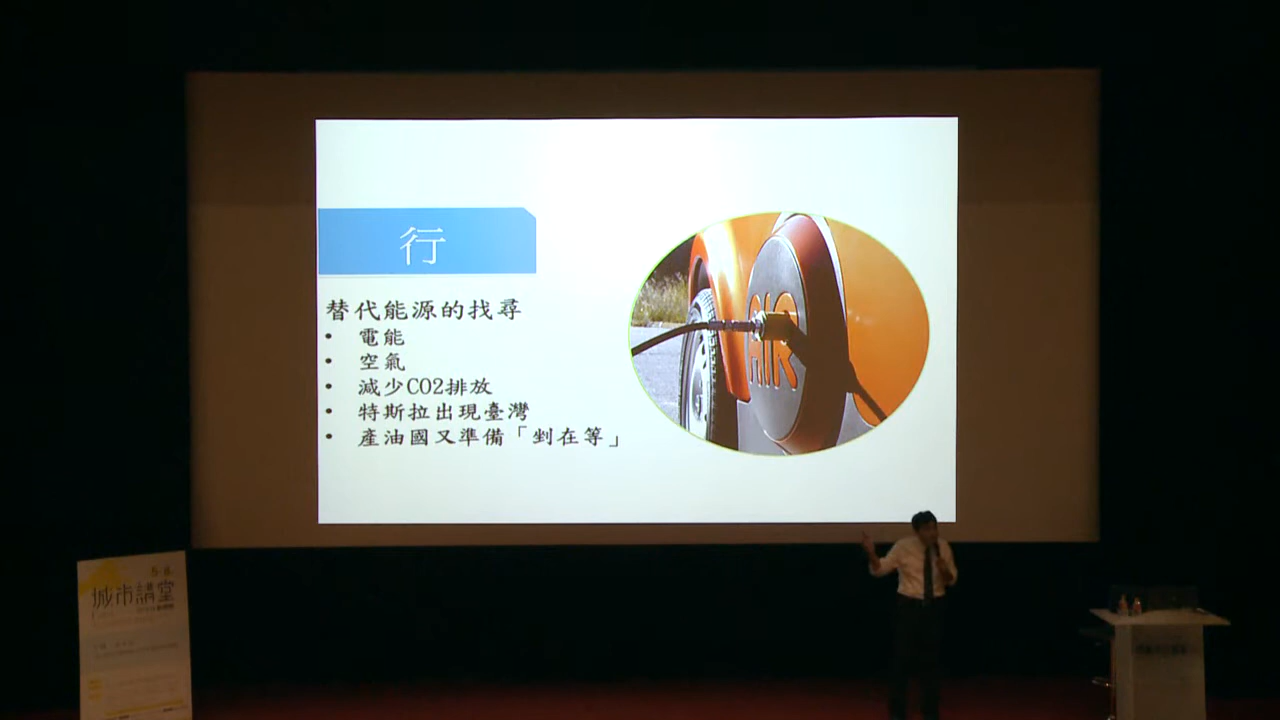 行
替代能源的找尋
• 電能
• 空氣
• 減少CO2排放
• 特斯拉出現臺灣
• 產油國又準備「剉在等」
AIR
城市講堂